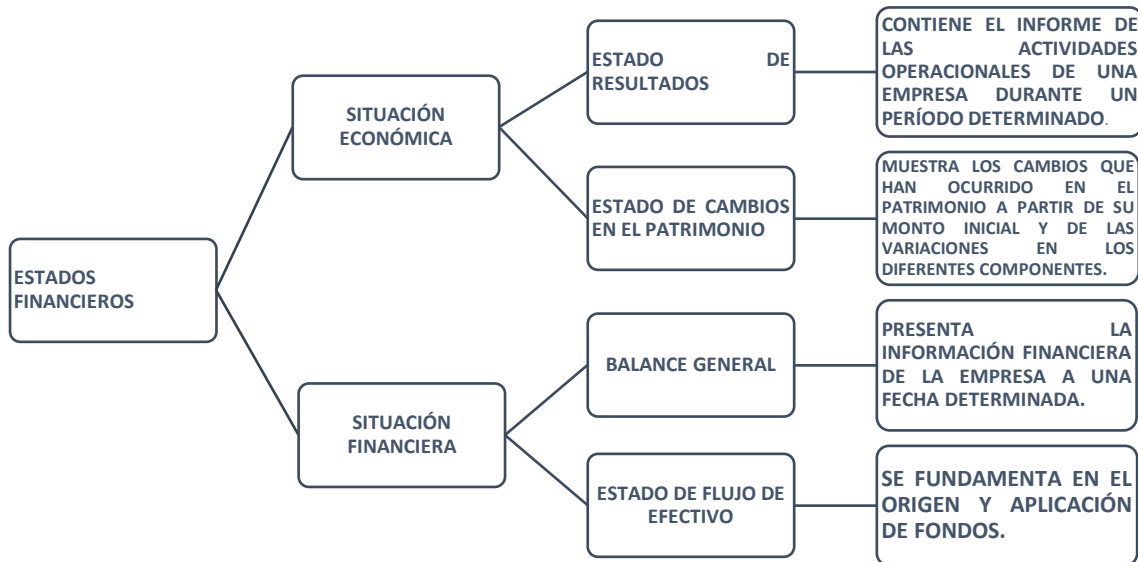 ESTADOS
FINANCIEROS
SITUACIÓN
ECONÓMICA
ESTADO DE
RESULTADOS
CONTIENE EL INFORME DE
LAS ACTIVIDADES
OPERACIONALES DE UNA
EMPRESA DURANTE UN
PERÍODO DETERMINADO.
ESTADO DE CAMBIOS
EN EL PATRIMONIO
MUESTRA LOS CAMBIOS QUE
HAN OCURRIDO EN EL
PATRIMONIO A PARTIR DE SU
MONTO INICIAL Y DE LAS
VARIACIONES EN LOS
DIFERENTES COMPONENTES.
SITUACIÓN
FINANCIERA
BALANCE GENERAL
PRESENTA LA
INFORMACIÓN FINANCIERA
DE LA EMPRESA A UNA
FECHA DETERMINADA.
ESTADO DE FLUJO DE
EFECTIVO
SE FUNDAMENTA EN EL
ORIGEN Y APLICACIÓN
DE FONDOS.